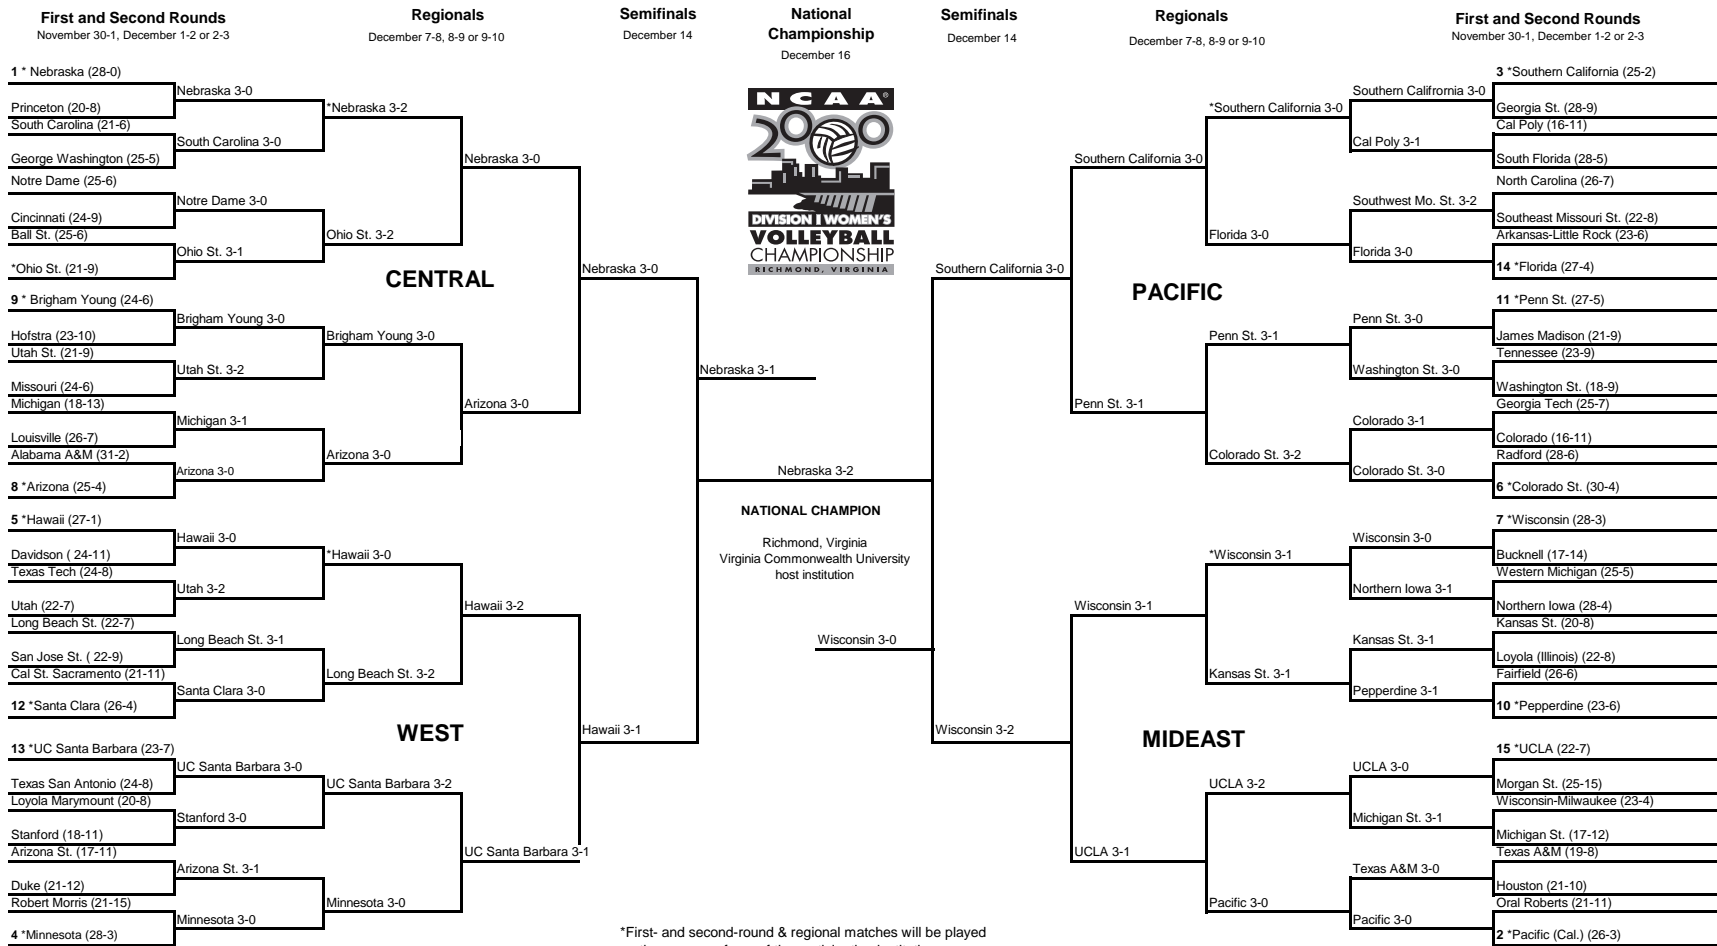 First and Second Rounds
November 30-1, December 1-2 or 2-3
Regionals
December 7-8, 8-9 or 9-10
Semifinals
December 14
National
Championship
December 16
Semifinals
December 14
Regionals
December 7-8, 8-9 or 9-10
First and Second Rounds
November 30-1, December 1-2 or 2-3
1 * Nebraska (28-0)
Princeton (20-8)
South Carolina (21-6)
George Washington (25-5)
Notre Dame (25-6)
Cincinnati (24-9)
Ball St. (25-6)
*Ohio St. (21-9)
9 * Brigham Young (24-6)
Hofstra (23-10)
Utah St. (21-9)
Missouri (24-6)
Michigan (18-13)
Louisville (26-7)
Alabama A&M (31-2)
8 *Arizona (25-4)
5 *Hawaii (27-1)
Davidson ( 24-11)
Texas Tech (24-8)
Utah (22-7)
Long Beach St. (22-7)
San Jose St. ( 22-9)
Cal St. Sacramento (21-11)
12 *Santa Clara (26-4)
13 *UC Santa Barbara (23-7)
Texas San Antonio (24-8)
Loyola Marymount (20-8)
Stanford (18-11)
Arizona St. (17-11)
Duke (21-12)
Robert Morris (21-15)
4 *Minnesota (28-3)
Nebraska 3-0
South Carolina 3-0
Notre Dame 3-0
Ohio St. 3-1
Brigham Young 3-0
Utah St. 3-2
Michigan 3-1
Arizona 3-0
Hawaii 3-0
Utah 3-2
Long Beach St. 3-1
Santa Clara 3-0
UC Santa Barbara 3-0
Stanford 3-0
Arizona St. 3-1
Minnesota 3-0
*Nebraska 3-2
Ohio St. 3-2
CENTRAL
Brigham Young 3-0
Arizona 3-0
*Hawaii 3-0
Long Beach St. 3-2
WEST
UC Santa Barbara 3-2
Minnesota 3-0
Nebraska 3-0
Arizona 3-0
Hawaii 3-2
UC Santa Barbara 3-1
Nebraska 3-0
Hawaii 3-1
Nebraska 3-1
NCAA®
2000
DIVISION I WOMEN'S
VOLLEYBALL
CHAMPIONSHIP
RICHMOND, VIRGINIA
Nebraska 3-2
NATIONAL CHAMPION
Richmond, Virginia
Virginia Commonwealth University
host institution
Wisconsin 3-0
*First- and second-round & regional matches will be played
Southern California 3-0
Wisconsin 3-2
Southern California 3-0
Penn St. 3-1
Wisconsin 3-1
UCLA 3-1
*Southern California 3-0
Florida 3-0
PACIFIC
Penn St. 3-1
Colorado St. 3-2
*Wisconsin 3-1
Kansas St. 3-1
MIDEAST
UCLA 3-2
Pacific 3-0
Southern Califrornia 3-0
Cal Poly 3-1
Southwest Mo. St. 3-2
Florida 3-0
Penn St. 3-0
Washington St. 3-0
Colorado 3-1
Colorado St. 3-0
Wisconsin 3-0
Northern Iowa 3-1
Kansas St. 3-1
Pepperdine 3-1
UCLA 3-0
Michigan St. 3-1
Texas A&M 3-0
Pacific 3-0
3 *Southern California (25-2)
Georgia St. (28-9)
Cal Poly (16-11)
South Florida (28-5)
North Carolina (26-7)
Southeast Missouri St. (22-8)
Arkansas-Little Rock (23-6)
14 *Florida (27-4)
11 *Penn St. (27-5)
James Madison (21-9)
Tennessee (23-9)
Washington St. (18-9)
Georgia Tech (25-7)
Colorado (16-11)
Radford (28-6)
6 *Colorado St. (30-4)
7 *Wisconsin (28-3)
Bucknell (17-14)
Western Michigan (25-5)
Northern Iowa (28-4)
Kansas St. (20-8)
Loyola (Illinois) (22-8)
Fairfield (26-6)
10 *Pepperdine (23-6)
15 *UCLA (22-7)
Morgan St. (25-15)
Wisconsin-Milwaukee (23-4)
Michigan St. (17-12)
Texas A&M (19-8)
Houston (21-10)
Oral Roberts (21-11)
2 *Pacific (Cal.) (26-3)